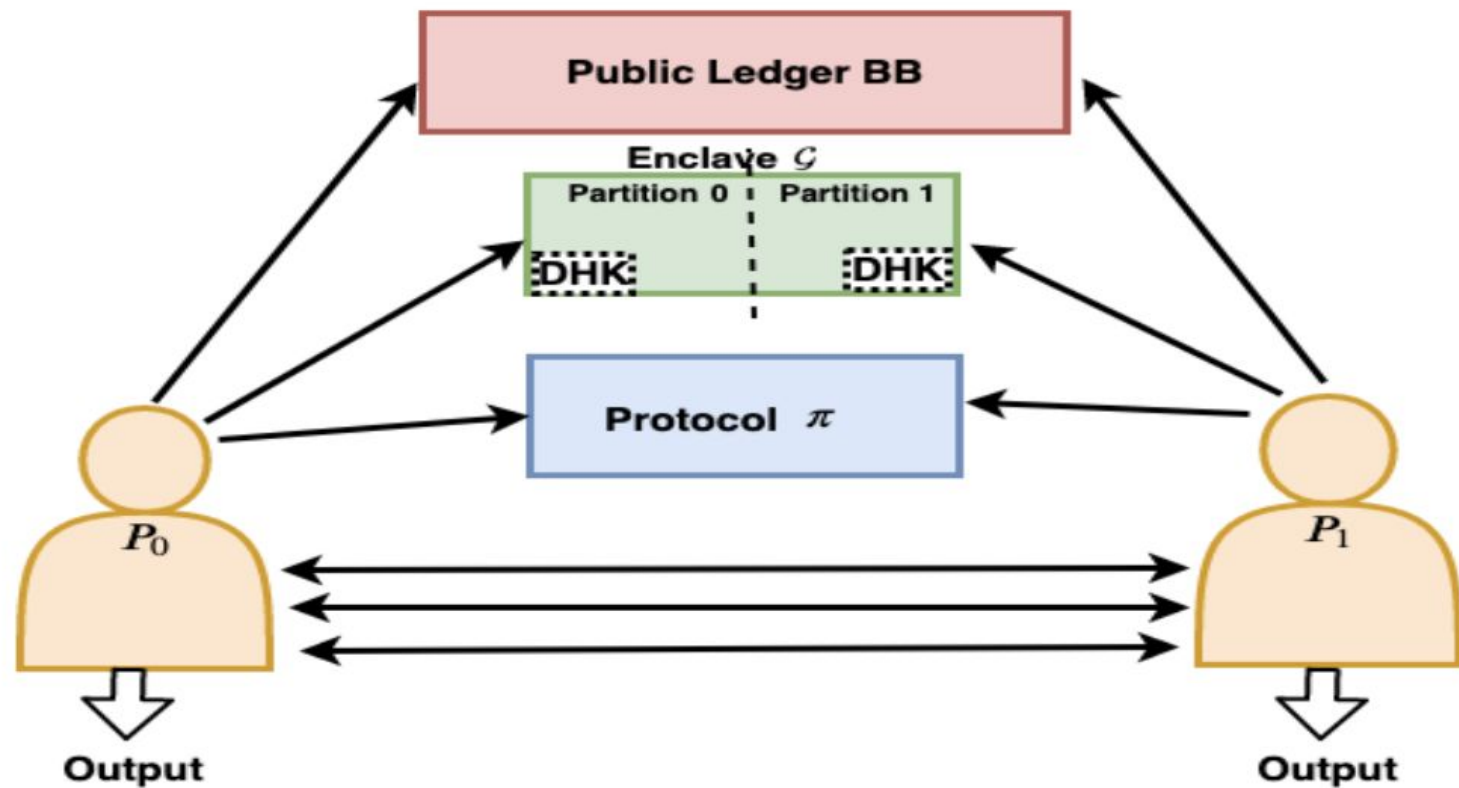 Public Ledger BB
Enclave 𝒢
Partition 0 Partition 1
DHK DHK
Protocol π
P₀ P₁
Output Output